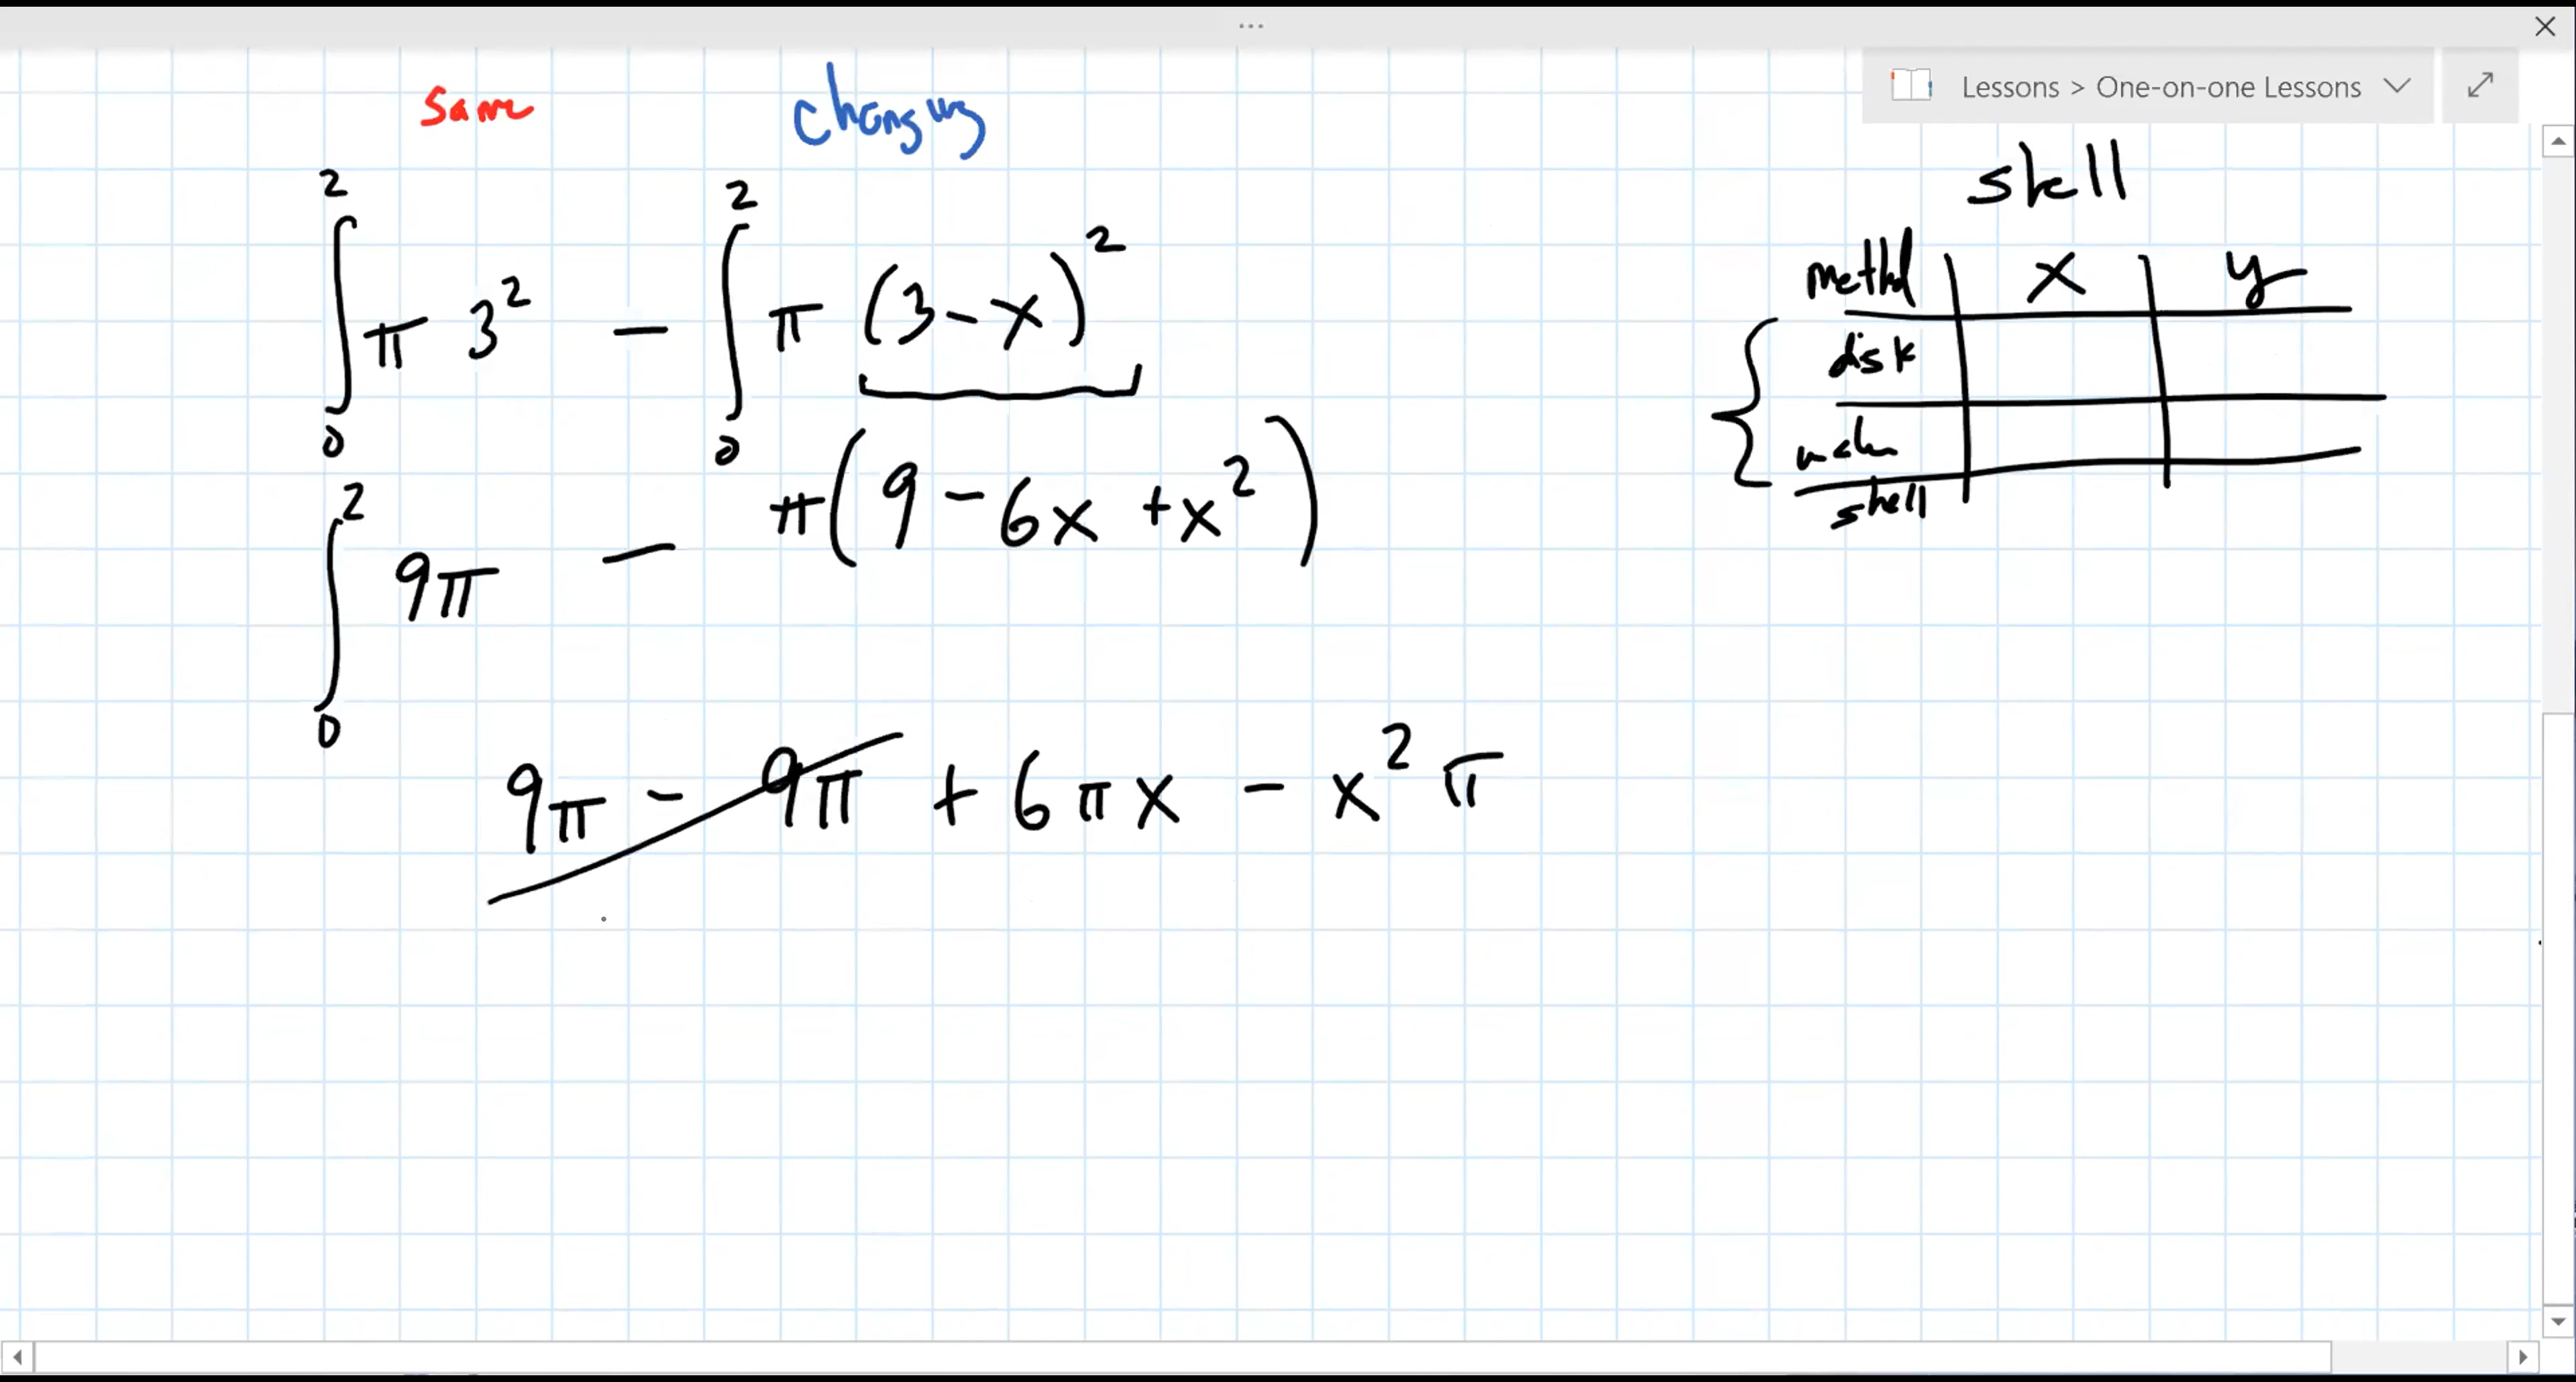 ...
Lessons > One-on-one Lessons
same changing
∫₀² π 3² − ∫₀² π (3−x)²
∫₀² 9π − π(9−6x+x²)
9π − 9π + 6πx − x²π
shell
method x y
disk
shell